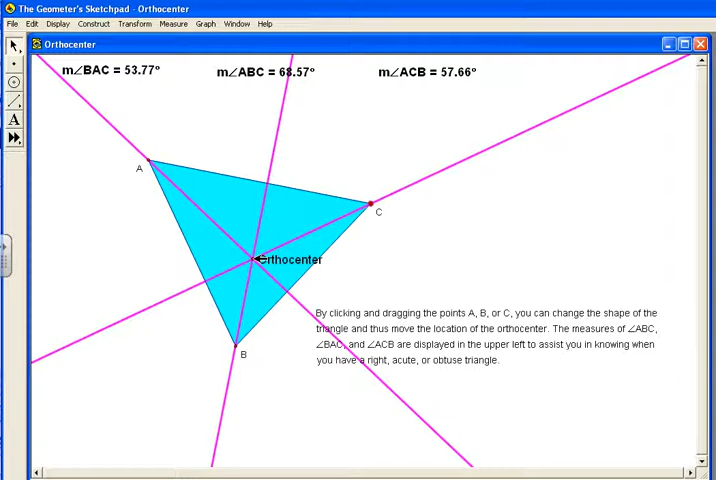 The Geometer's Sketchpad - Orthocenter
File Edit Display Construct Transform Measure Graph Window Help
Orthocenter
m∠BAC = 53.77° m∠ABC = 68.57° m∠ACB = 57.66°
A
A
C
Orthocenter
By clicking and dragging the points A, B, or C, you can change the shape of the
triangle and thus move the location of the orthocenter. The measures of ∠ABC,
∠BAC, and ∠ACB are displayed in the upper left to assist you in knowing when
you have a right, acute, or obtuse triangle.
B